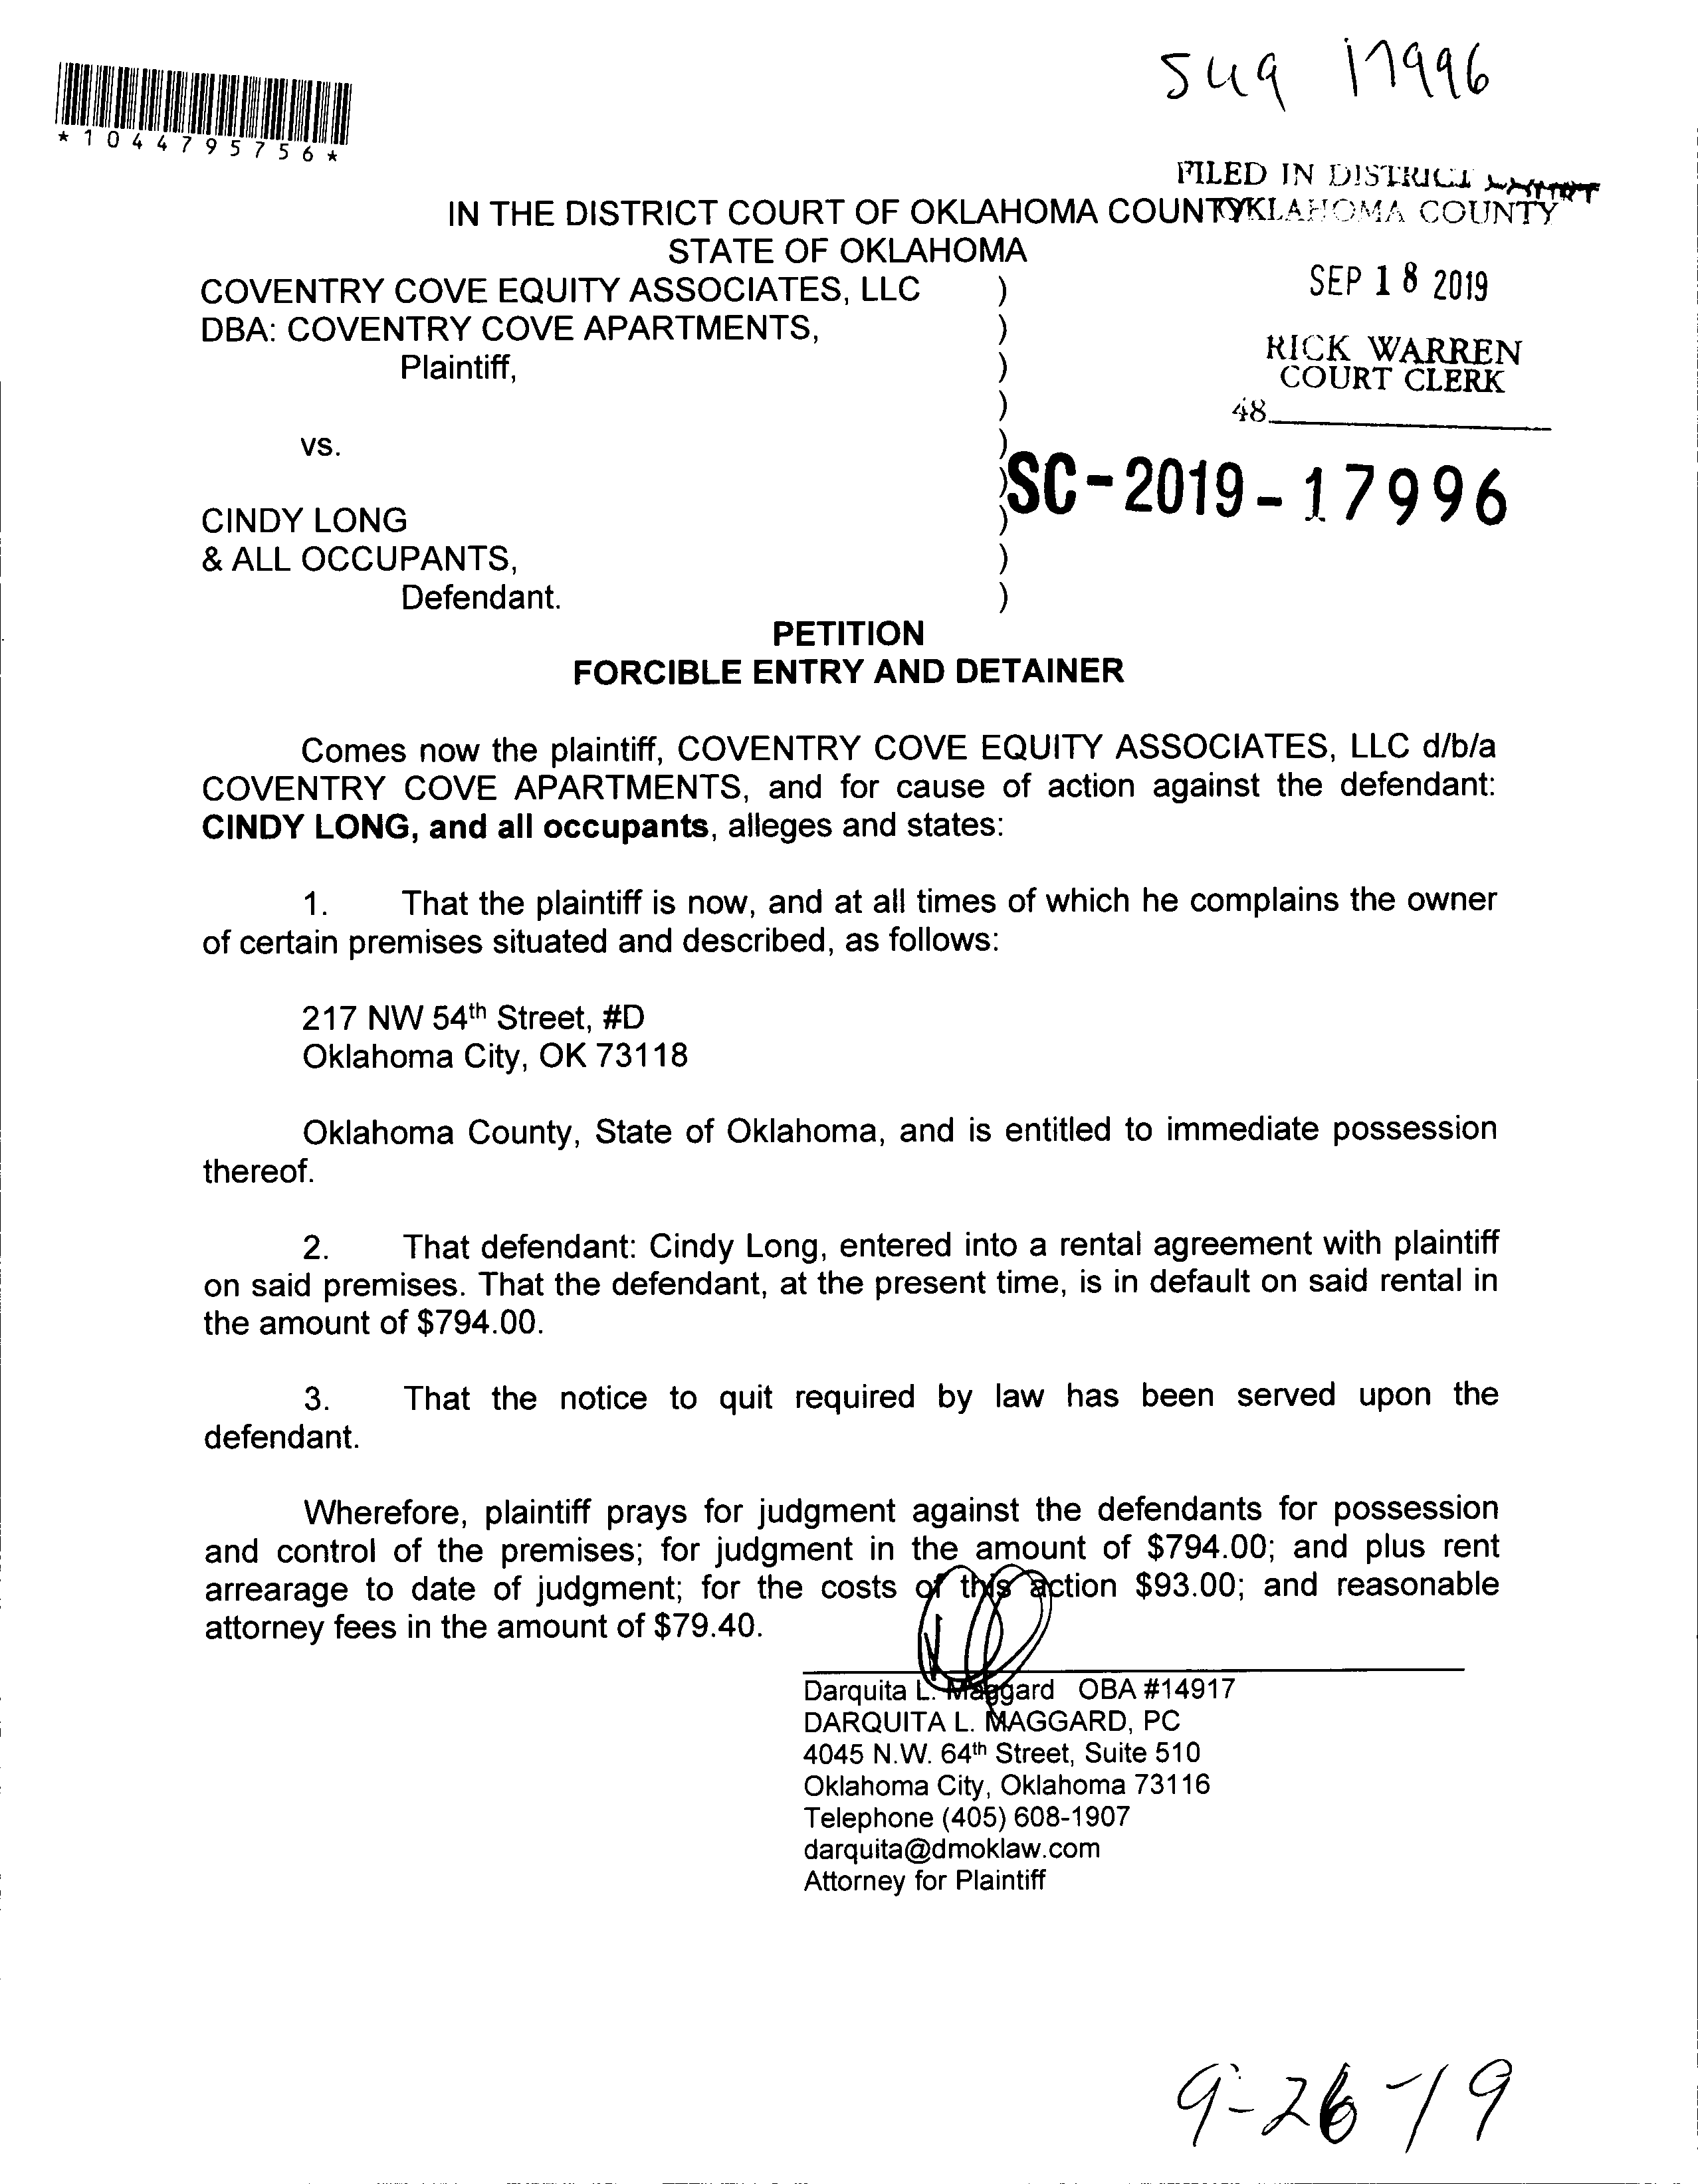 17996
*1044795756*
FILED IN DISTRICT COURT
OKLAHOMA COUNTY
IN THE DISTRICT COURT OF OKLAHOMA COUNTY
STATE OF OKLAHOMA
SEP 18 2019
COVENTRY COVE EQUITY ASSOCIATES, LLC )
DBA: COVENTRY COVE APARTMENTS, )
Plaintiff, )
)
RICK WARREN
COURT CLERK
48
vs. )
)
SC-2019-17996
CINDY LONG )
& ALL OCCUPANTS, )
Defendant. )
PETITION
FORCIBLE ENTRY AND DETAINER
Comes now the plaintiff, COVENTRY COVE EQUITY ASSOCIATES, LLC d/b/a
COVENTRY COVE APARTMENTS, and for cause of action against the defendant:
CINDY LONG, and all occupants, alleges and states:
1. That the plaintiff is now, and at all times of which he complains the owner
of certain premises situated and described, as follows:
217 NW 54th Street, #D
Oklahoma City, OK 73118
Oklahoma County, State of Oklahoma, and is entitled to immediate possession
thereof.
2. That defendant: Cindy Long, entered into a rental agreement with plaintiff
on said premises. That the defendant, at the present time, is in default on said rental in
the amount of $794.00.
3. That the notice to quit required by law has been served upon the
defendant.
Wherefore, plaintiff prays for judgment against the defendants for possession
and control of the premises; for judgment in the amount of $794.00; and plus rent
arrearage to date of judgment; for the costs of this action $93.00; and reasonable
attorney fees in the amount of $79.40.
Darquita L. Maggard OBA #14917
DARQUITA L. MAGGARD, PC
4045 N.W. 64th Street, Suite 510
Oklahoma City, Oklahoma 73116
Telephone (405) 608-1907
darquita@dmoklaw.com
Attorney for Plaintiff
9-26-19